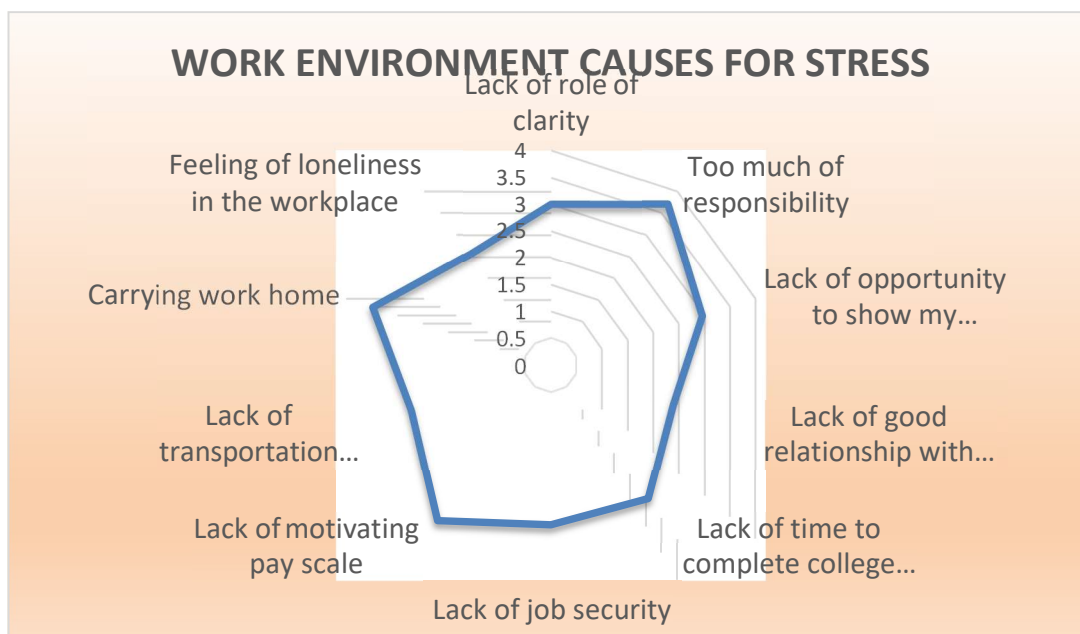 WORK ENVIRONMENT CAUSES FOR STRESS
Lack of role of
clarity
Too much of
responsibility
Lack of opportunity
to show my...
Lack of good
relationship with...
Lack of time to
complete college...
Lack of job security
Lack of motivating
pay scale
Lack of
transportation...
Carrying work home
Feeling of loneliness
in the workplace
4
3.5
3
2.5
2
1.5
1
0.5
0